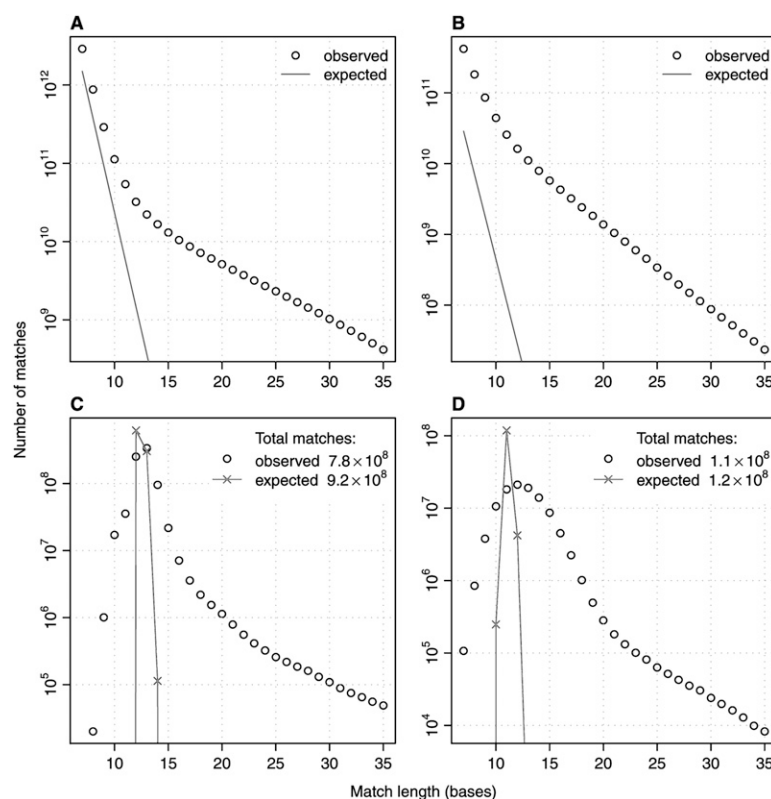 A
observed
expected
10^12
10^11
10^10
10^9
10 15 20 25 30 35
B
observed
expected
10^11
10^10
10^9
10^8
10 15 20 25 30 35
Number of matches
C
Total matches:
observed 7.8×10^8
expected 9.2×10^8
10^8
10^7
10^6
10^5
10 15 20 25 30 35
D
Total matches:
observed 1.1×10^8
expected 1.2×10^8
10^8
10^7
10^6
10^5
10^4
10 15 20 25 30 35
Match length (bases)